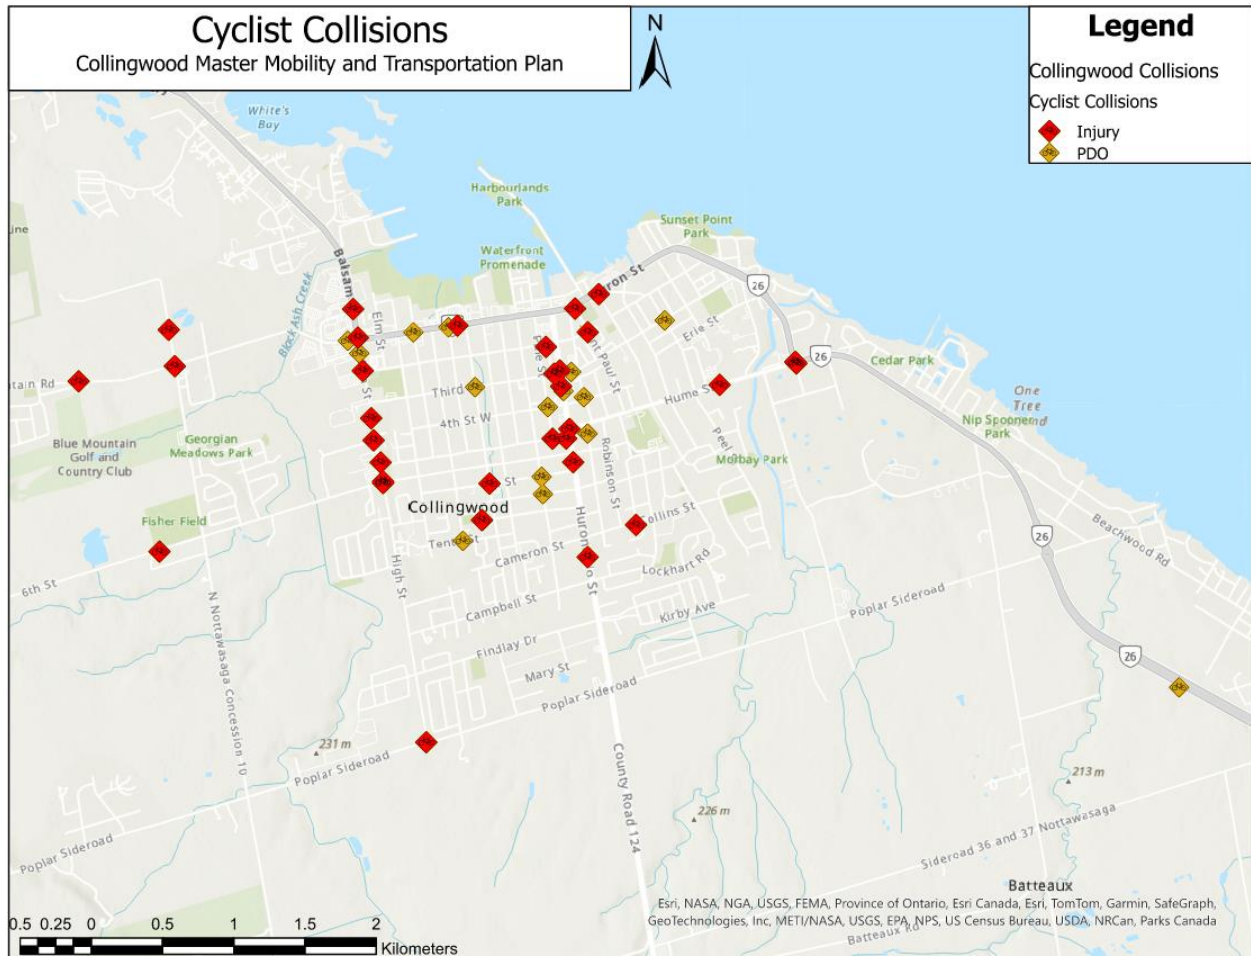 Cyclist Collisions
Collingwood Master Mobility and Transportation Plan
N
Legend
Collingwood Collisions
Cyclist Collisions
Injury
PDO
White's
Bay
Harbourlands
Park
Sunset Point
Park
Waterfront
Promenade
Balsam
Black Ash Creek
Elm St
26
Erie St
Cedar Park
26
One
Tree
Nip Spooner
Park
Third
4th St W
Hume St
Robinson St
Morbay Park
Blue Mountain
Golf and
Country Club
Georgian
Meadows Park
St
Collingwood
Fisher Field
Collins St
Cameron St
Lockhart Rd
High St
6th St
N Nottawasaga Concession 10
Campbell St
Kirby Ave
Poplar Sideroad
26
Beachwood Rd
Findlay Dr
Mary St
Poplar Sideroad
26
231 m
Poplar Sideroad
County Road 124
213 m
226 m
Sideroad 36 and 37 Nottawasaga
Poplar Sideroad
Batteaux
Batteaux Rd
Esri, NASA, NGA, USGS, FEMA, Province of Ontario, Esri Canada, Esri, TomTom, Garmin, SafeGraph,
GeoTechnologies, Inc, METI/NASA, USGS, EPA, NPS, US Census Bureau, USDA, NRCan, Parks Canada
0.5 0.25 0 0.5 1 1.5 2
Kilometers